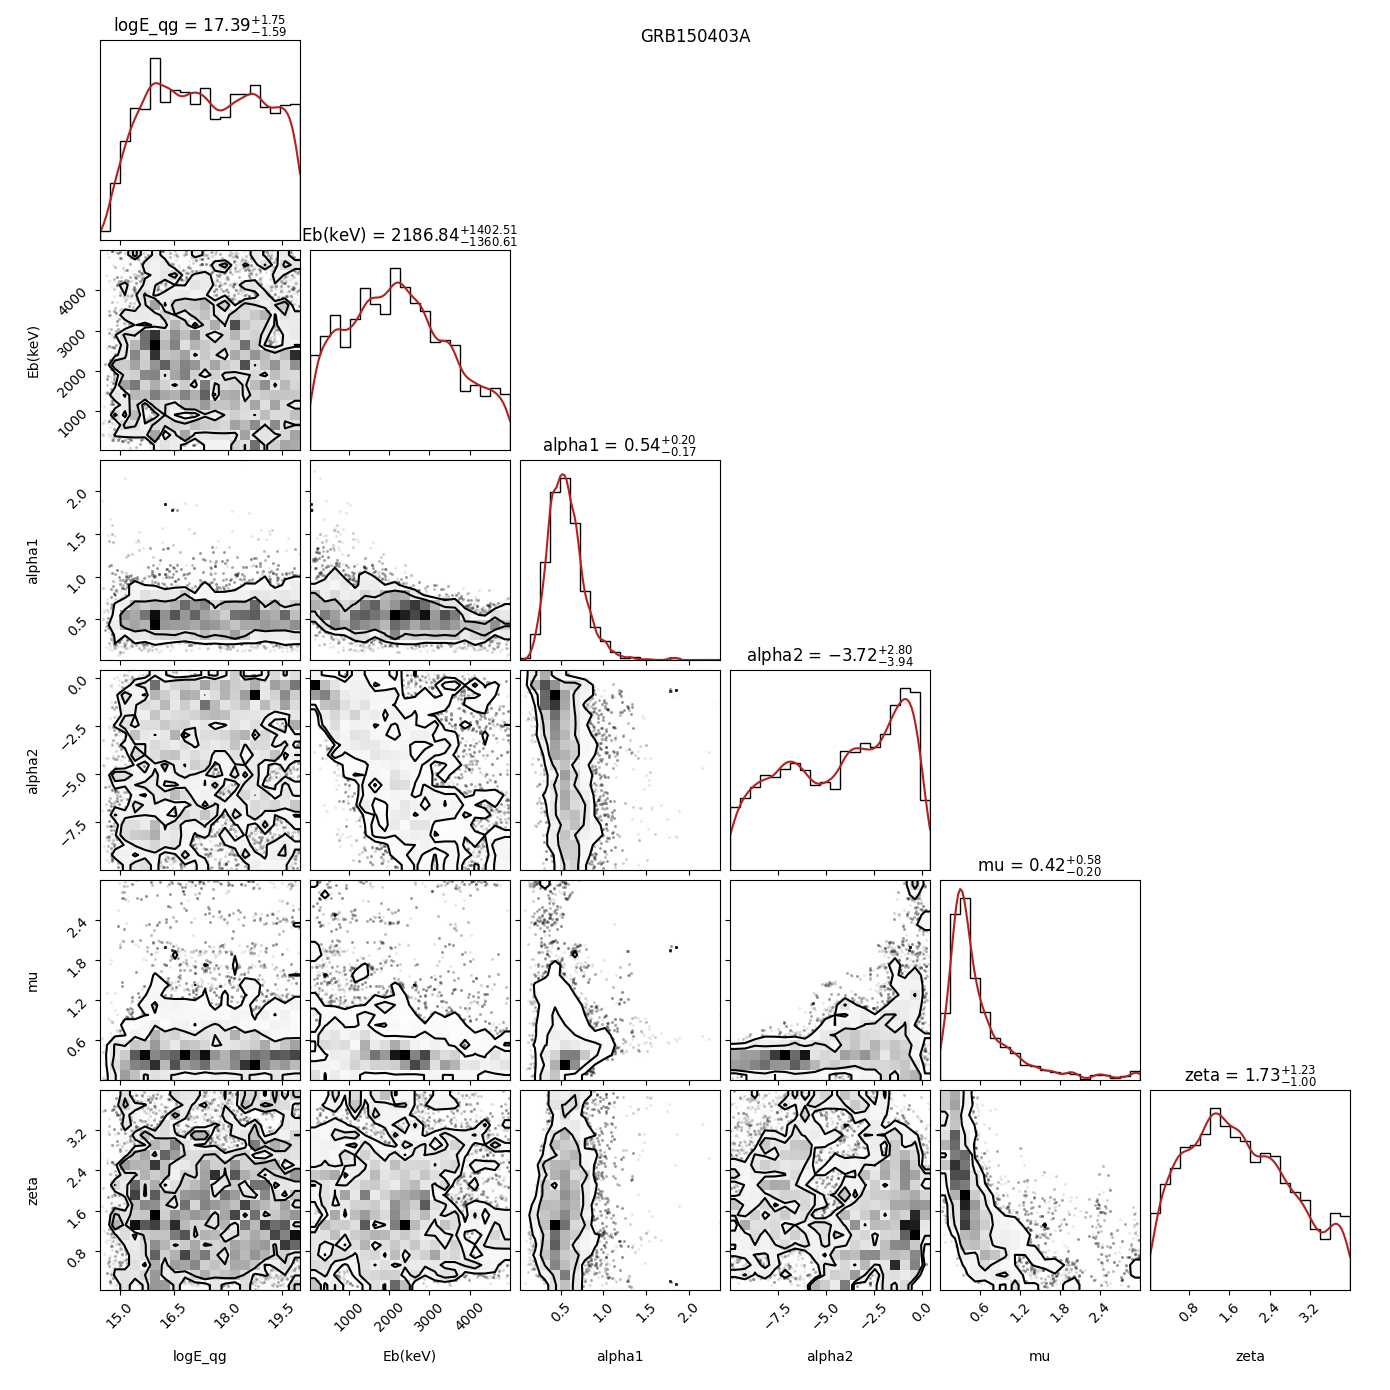 GRB150403A
logE_qg = 17.39+1.75 −1.59
Eb(keV) = 2186.84+1402.51 −1360.61
Eb(keV)
4000
3000
2000
1000
alpha1 = 0.54+0.20 −0.17
alpha1
2.0
1.5
1.0
0.5
alpha2 = −3.72+2.80 −3.94
alpha2
0.0
−2.5
−5.0
−7.5
mu = 0.42+0.58 −0.20
mu
2.4
1.8
1.2
0.6
zeta = 1.73+1.23 −1.00
zeta
3.2
2.4
1.6
0.8
15.0 16.5 18.0 19.5
1000 2000 3000 4000
0.5 1.0 1.5 2.0
−7.5 −5.0 −2.5 0.0
0.6 1.2 1.8 2.4
0.8 1.6 2.4 3.2
logE_qg Eb(keV) alpha1 alpha2 mu zeta